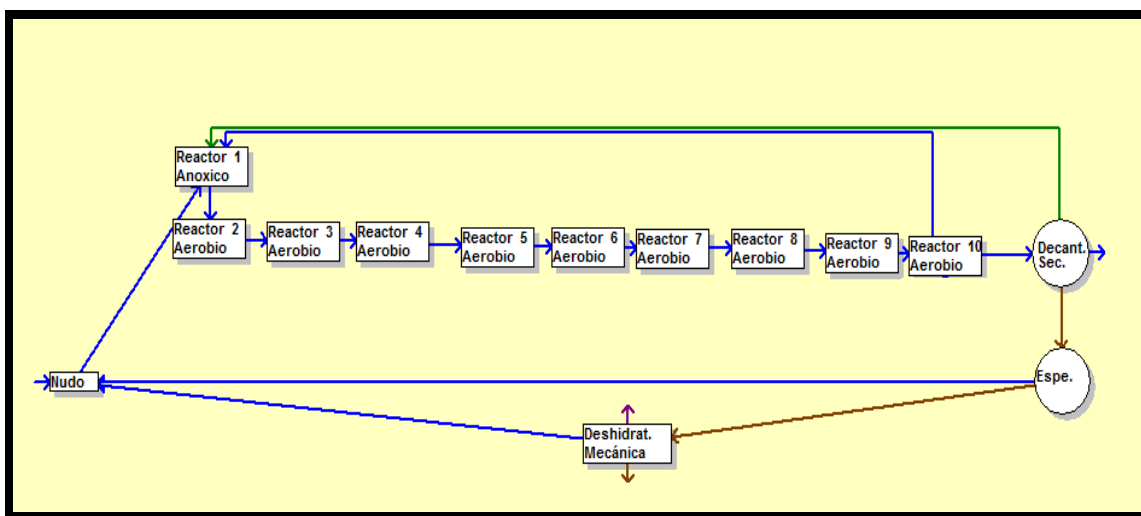 Reactor 1
Anoxico
Reactor 2
Aerobio
Reactor 3
Aerobio
Reactor 4
Aerobio
Reactor 5
Aerobio
Reactor 6
Aerobio
Reactor 7
Aerobio
Reactor 8
Aerobio
Reactor 9
Aerobio
Reactor 10
Aerobio
Decant.
Sec.
Nudo
Espe.
Deshidrat.
Mecánica